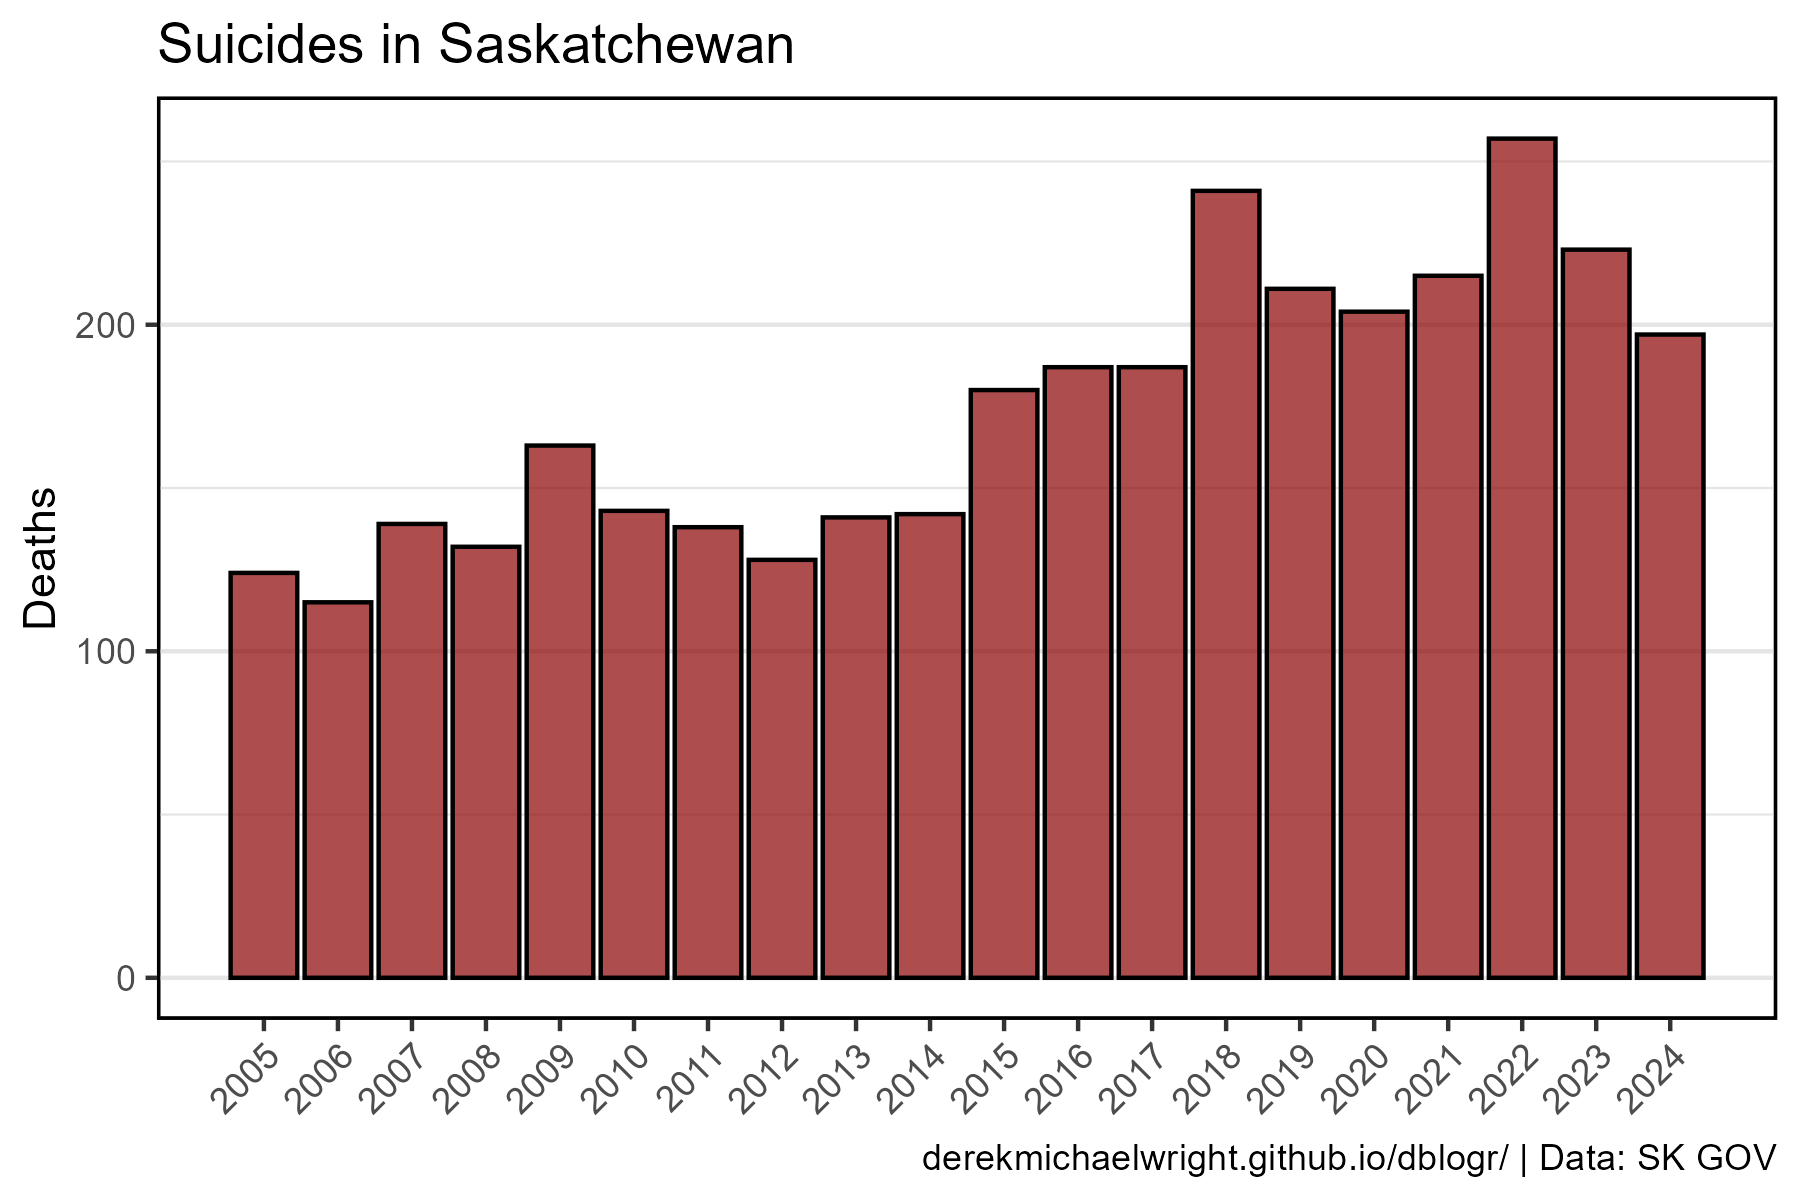 Suicides in Saskatchewan
Deaths
200
100
0
2005 2006 2007 2008 2009 2010 2011 2012 2013 2014 2015 2016 2017 2018 2019 2020 2021 2022 2023 2024
derekmichaelwright.github.io/dblogr/ | Data: SK GOV